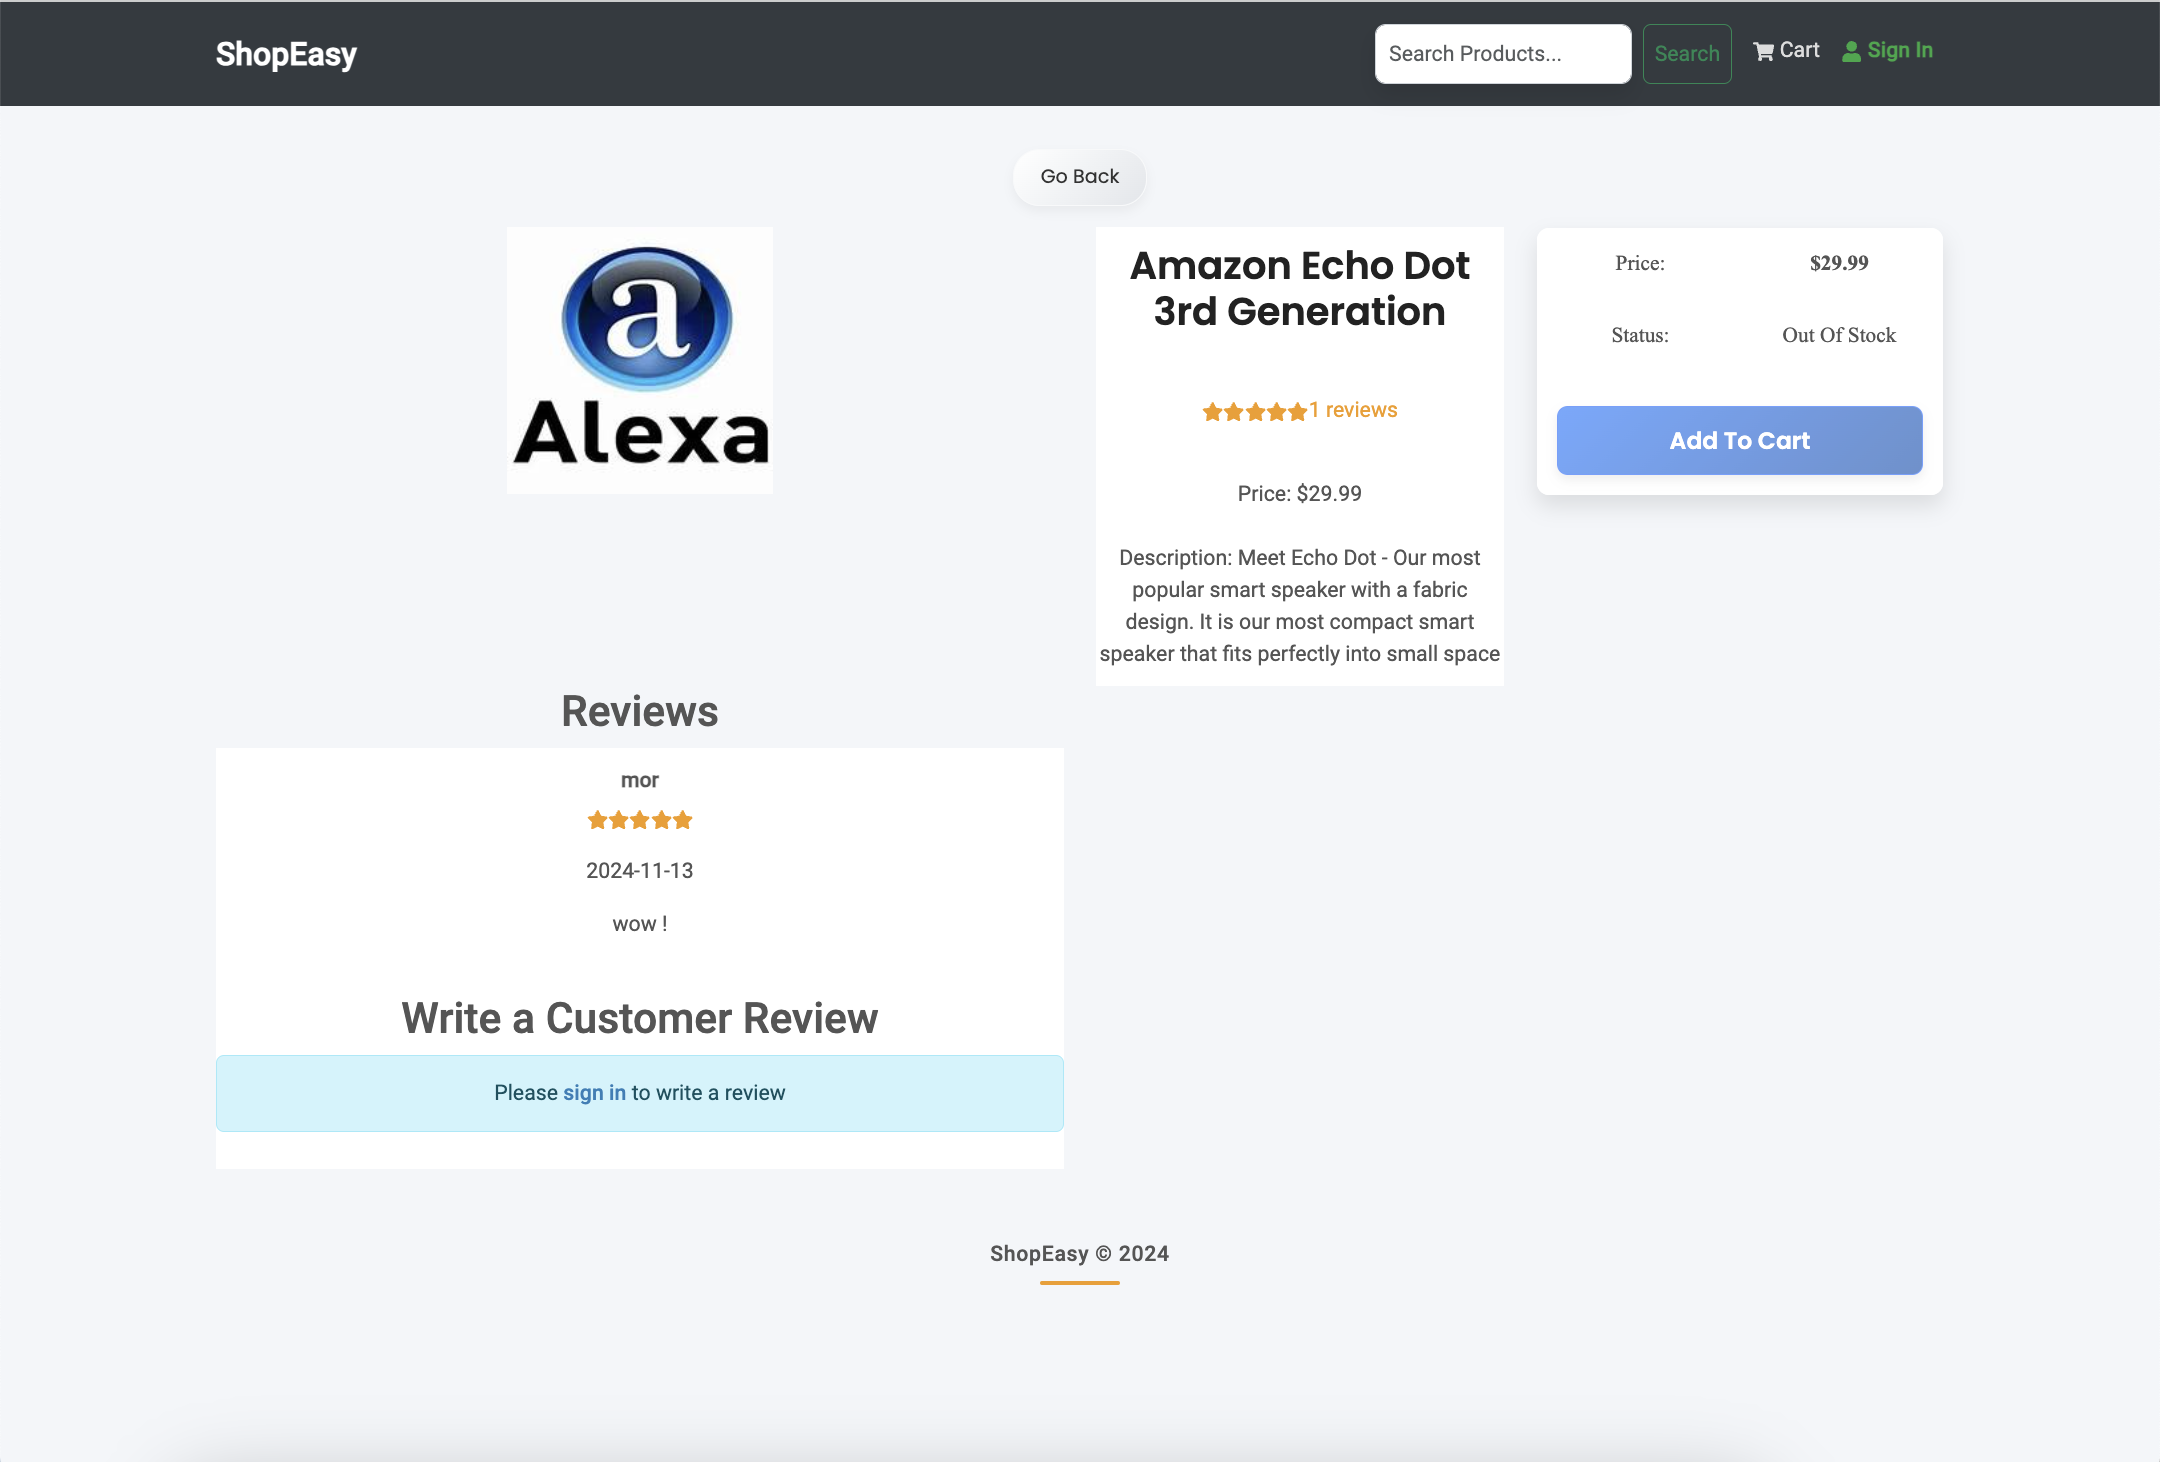 ShopEasy
Search Products...
Search
Cart
Sign In
Go Back
a
Alexa
Amazon Echo Dot
3rd Generation
1 reviews
Price: $29.99
Description: Meet Echo Dot - Our most
popular smart speaker with a fabric
design. It is our most compact smart
speaker that fits perfectly into small space
Price: $29.99
Status: Out Of Stock
Add To Cart
Reviews
mor
2024-11-13
wow !
Write a Customer Review
Please sign in to write a review
ShopEasy © 2024